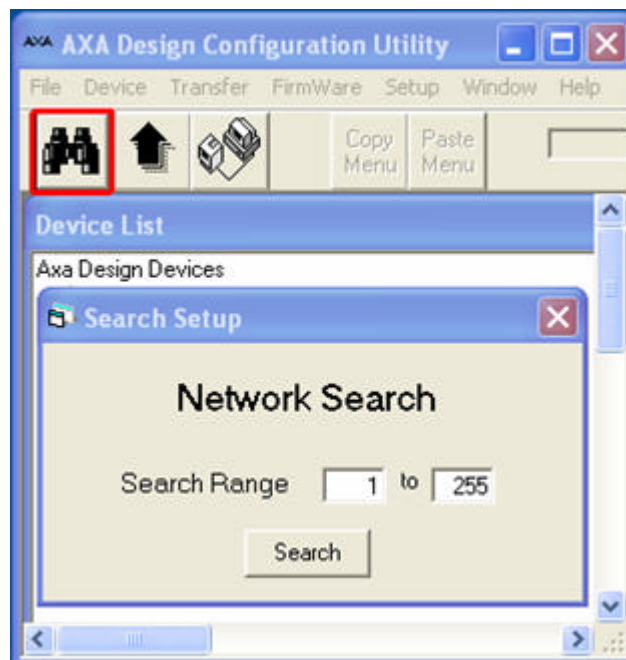 AXA AXA Design Configuration Utility
File Device Transfer FirmWare Setup Window Help
Copy Menu
Paste Menu
Device List
Axa Design Devices
Search Setup
Network Search
Search Range 1 to 255
Search